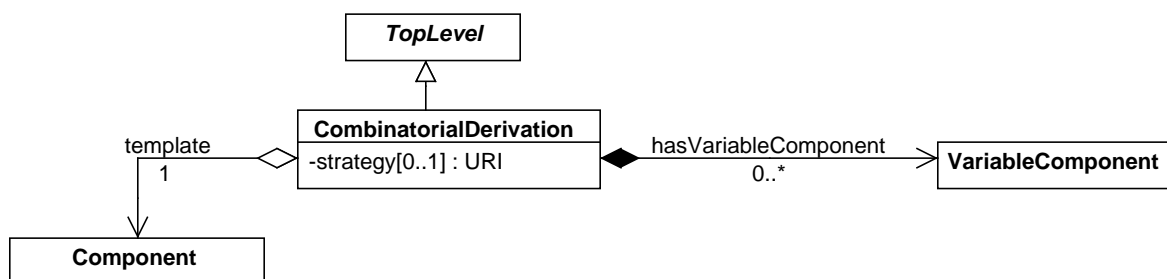 TopLevel
CombinatorialDerivation
-strategy[0..1] : URI
template
1
hasVariableComponent
0..*
VariableComponent
Component